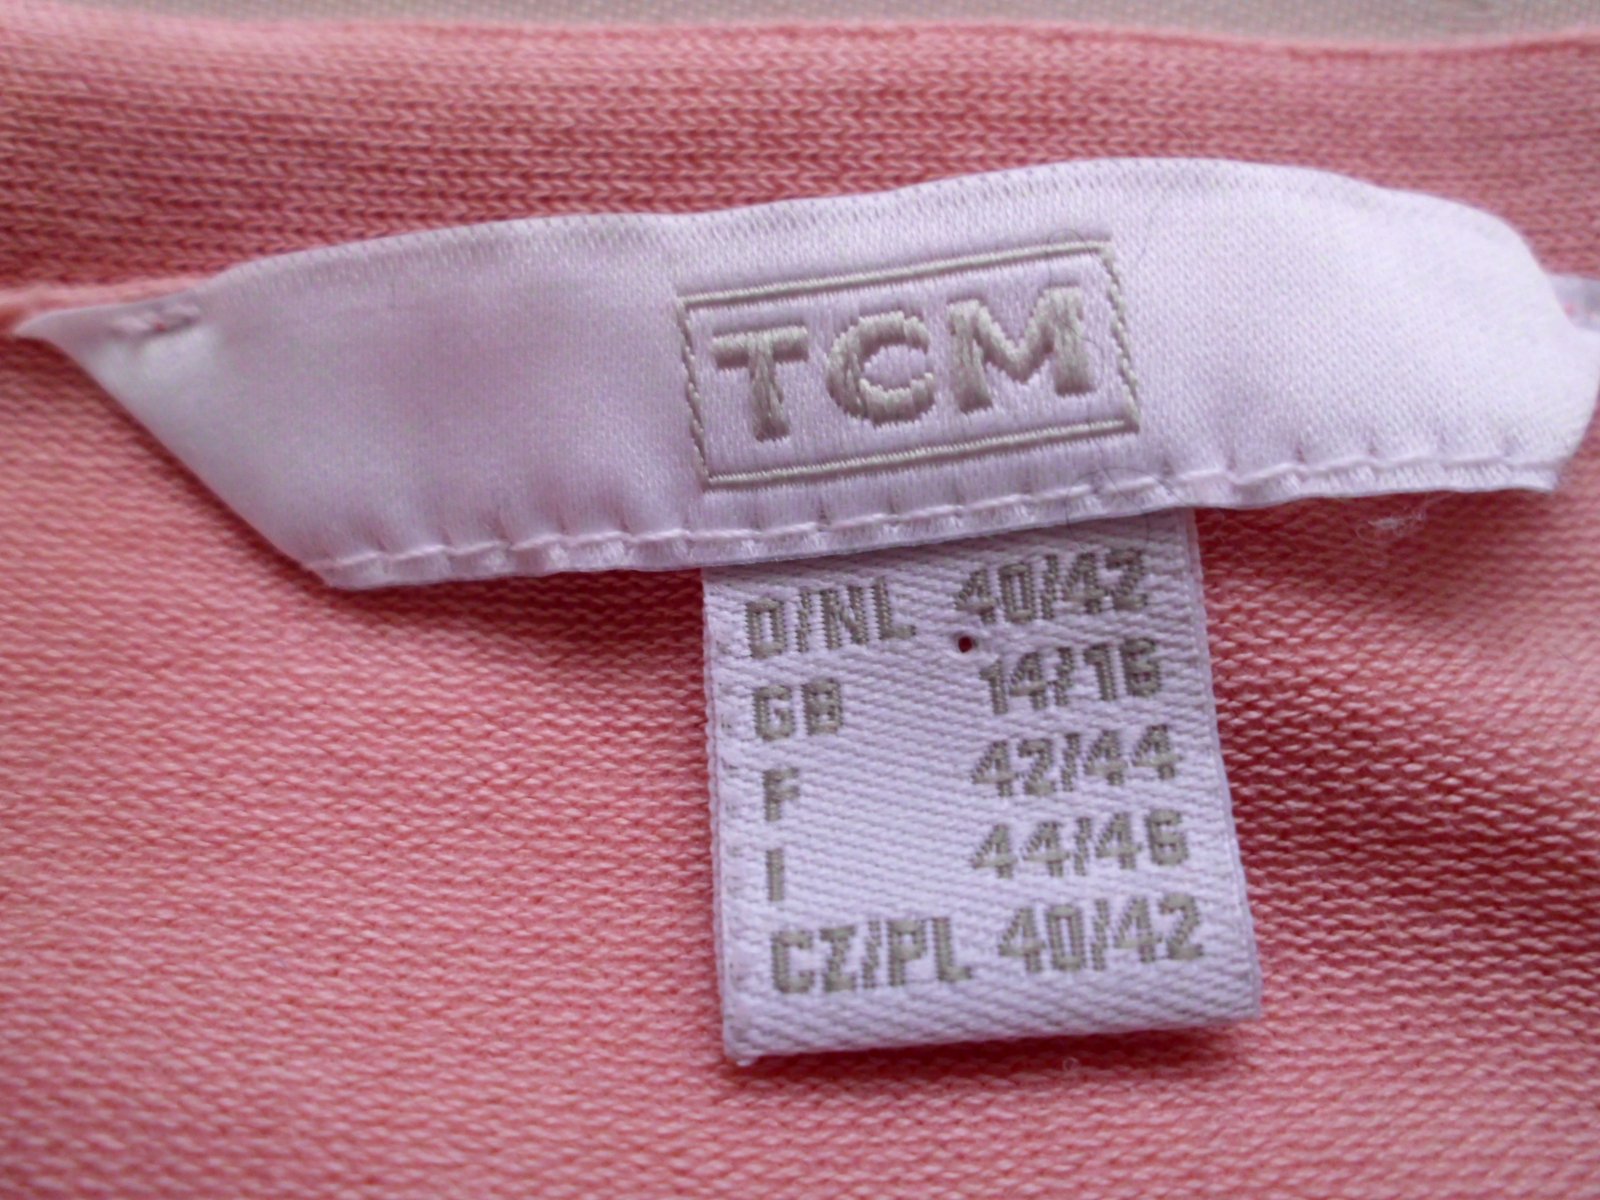 TCM
D/NL 40/42
GB 14/16
F 42/44
I 44/46
CZ/PL 40/42